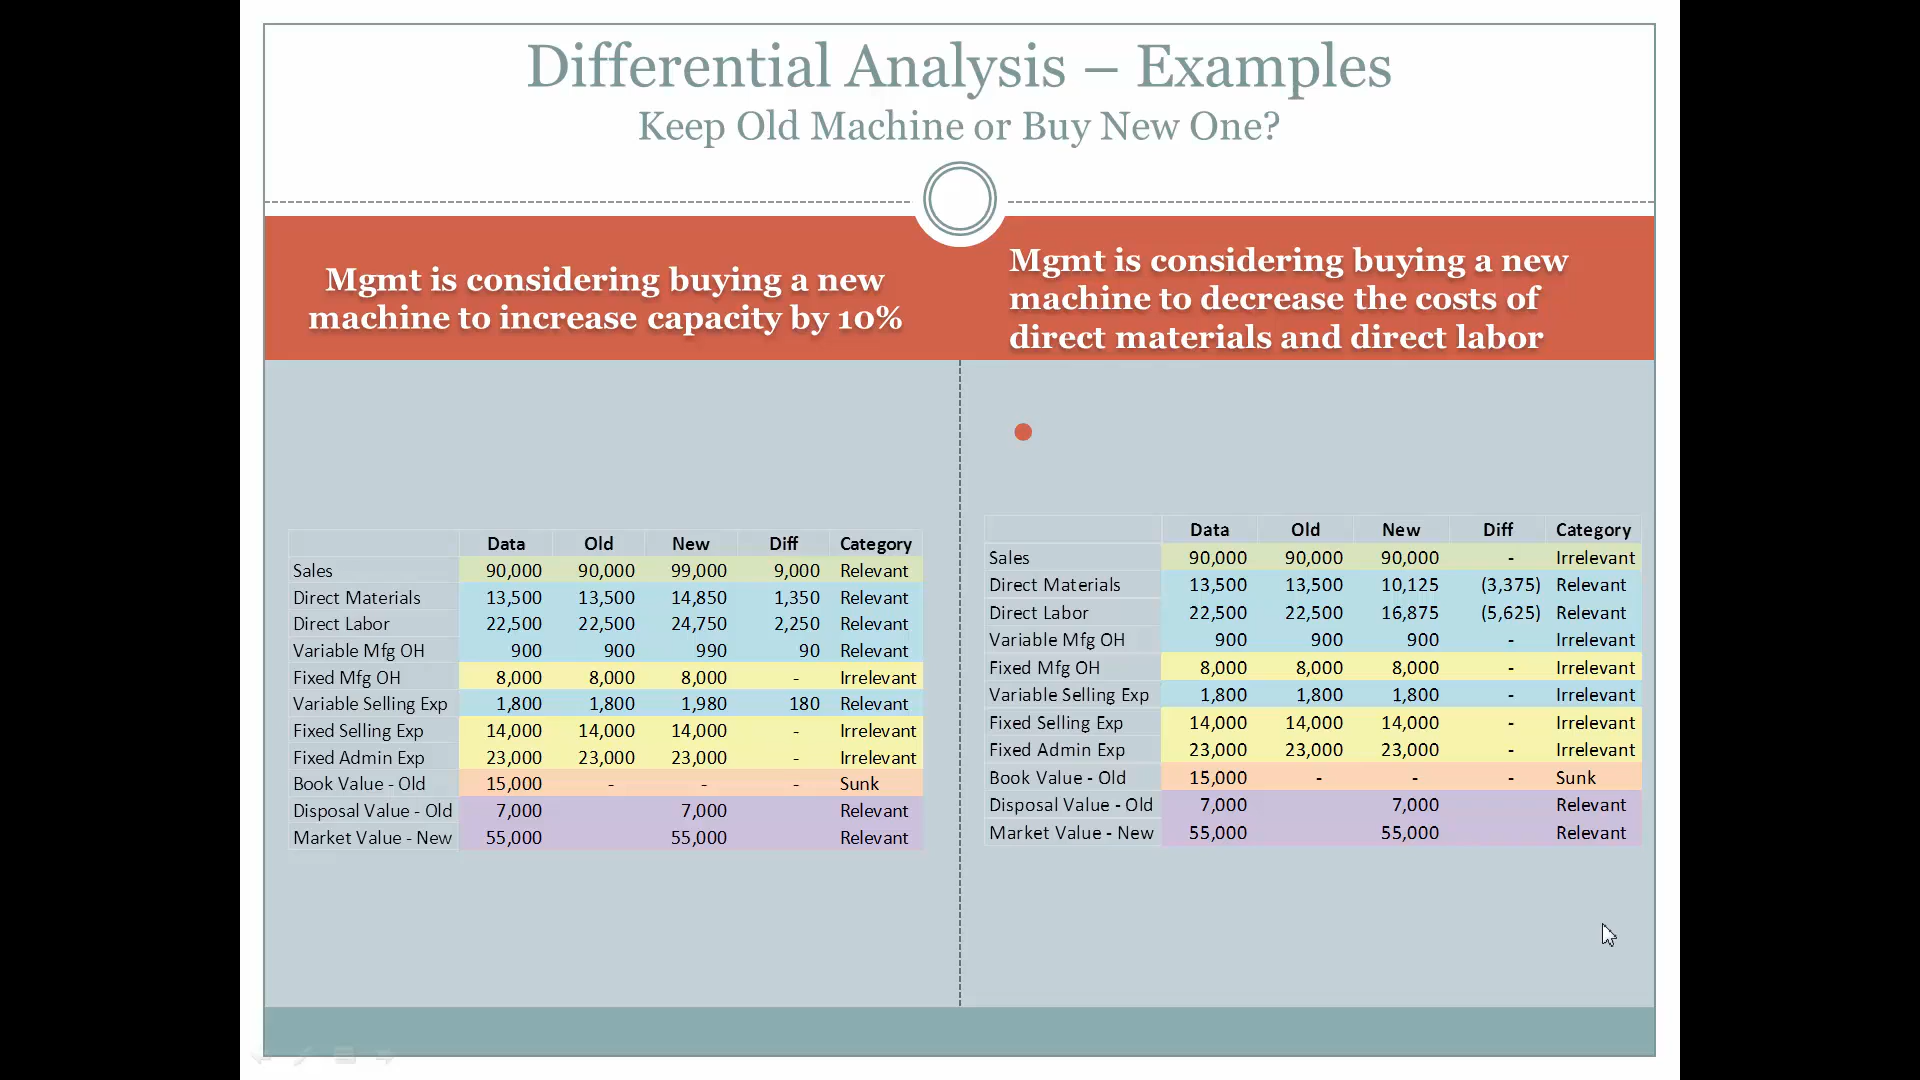 Differential Analysis – Examples
Keep Old Machine or Buy New One?
Mgmt is considering buying a new
machine to increase capacity by 10%
Mgmt is considering buying a new
machine to decrease the costs of
direct materials and direct labor
Data Old New Diff Category
Sales 90,000 90,000 99,000 9,000 Relevant
Direct Materials 13,500 13,500 14,850 1,350 Relevant
Direct Labor 22,500 22,500 24,750 2,250 Relevant
Variable Mfg OH 900 900 990 90 Relevant
Fixed Mfg OH 8,000 8,000 8,000 - Irrelevant
Variable Selling Exp 1,800 1,800 1,980 180 Relevant
Fixed Selling Exp 14,000 14,000 14,000 - Irrelevant
Fixed Admin Exp 23,000 23,000 23,000 - Irrelevant
Book Value - Old 15,000 - - - Sunk
Disposal Value - Old 7,000 7,000 Relevant
Market Value - New 55,000 55,000 Relevant
Data Old New Diff Category
Sales 90,000 90,000 90,000 - Irrelevant
Direct Materials 13,500 13,500 10,125 (3,375) Relevant
Direct Labor 22,500 22,500 16,875 (5,625) Relevant
Variable Mfg OH 900 900 900 - Irrelevant
Fixed Mfg OH 8,000 8,000 8,000 - Irrelevant
Variable Selling Exp 1,800 1,800 1,800 - Irrelevant
Fixed Selling Exp 14,000 14,000 14,000 - Irrelevant
Fixed Admin Exp 23,000 23,000 23,000 - Irrelevant
Book Value - Old 15,000 - - - Sunk
Disposal Value - Old 7,000 7,000 Relevant
Market Value - New 55,000 55,000 Relevant